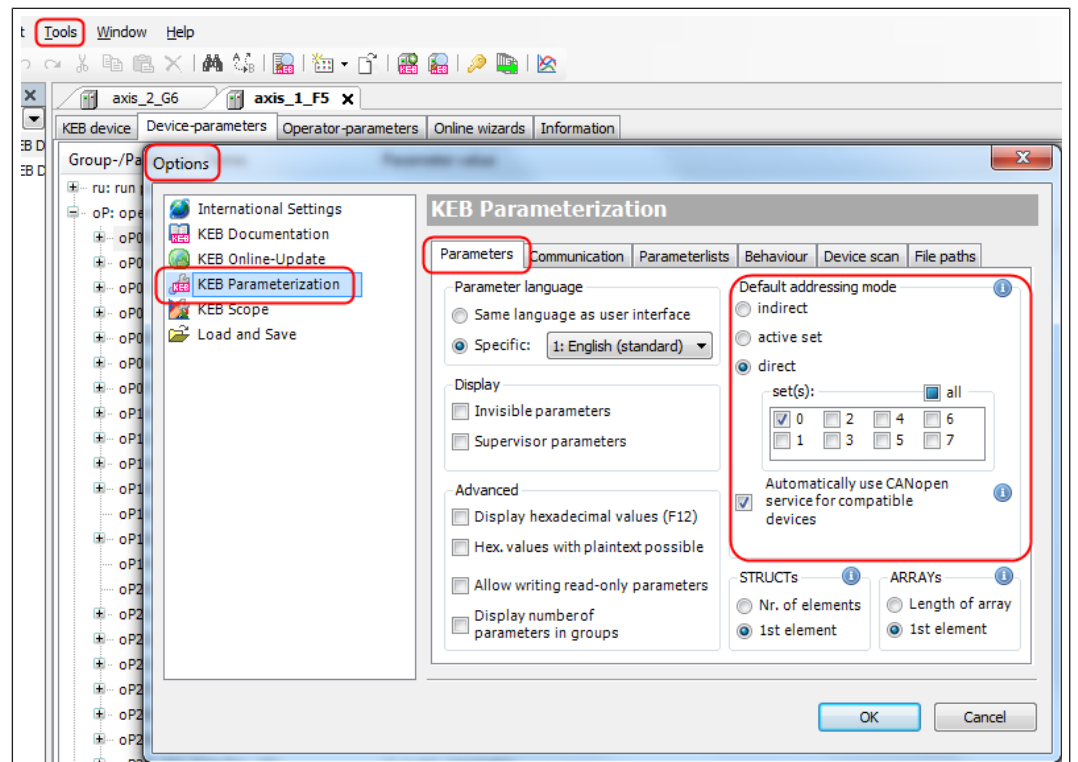 t Tools Window Help
axis_2_G6 axis_1_F5 x
KEB device Device-parameters Operator-parameters Online wizards Information
EB D
EB D
Group-/Pa
ru: run
oP: ope
oP0
oP0
oP0
oP0
oP0
oP0
oP0
oP1
oP1
oP1
oP1
oP1
oP1
oP1
oP2
oP2
oP2
oP2
oP2
oP2
oP2
Options
International Settings
KEB Documentation
KEB Online-Update
KEB Parameterization
KEB Scope
Load and Save
KEB Parameterization
Parameters Communication Parameterlists Behaviour Device scan File paths
Parameter language
Same language as user interface
Specific: 1: English (standard)
Display
Invisible parameters
Supervisor parameters
Advanced
Display hexadecimal values (F12)
Hex. values with plaintext possible
Allow writing read-only parameters
Display number of
parameters in groups
Default addressing mode
indirect
active set
direct
set(s): all
0 2 4 6
1 3 5 7
Automatically use CANopen
service for compatible
devices
STRUCTs
Nr. of elements
1st element
ARRAYs
Length of array
1st element
OK Cancel